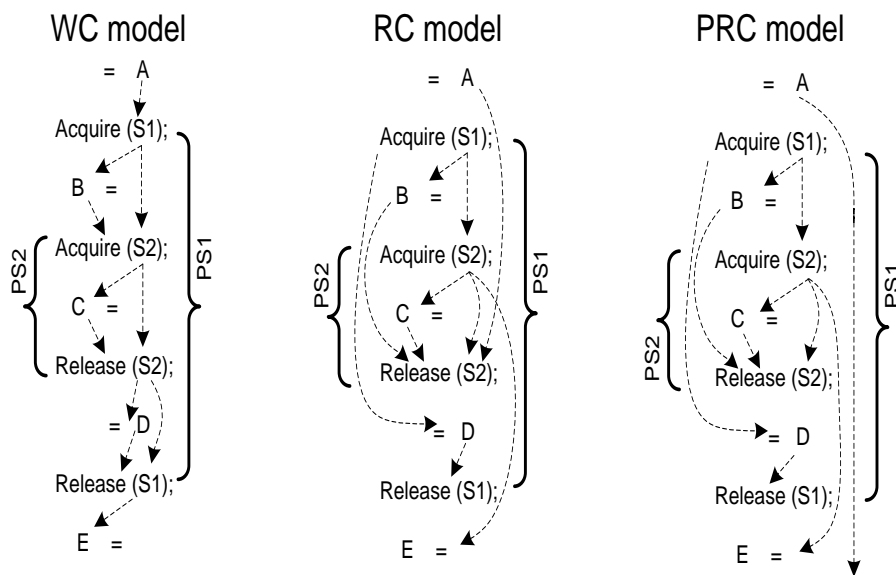 WC model
= A
Acquire (S1);
B =
Acquire (S2);
C =
Release (S2);
= D
Release (S1);
E =
PS2
PS1
RC model
= A
Acquire (S1);
B =
Acquire (S2);
C =
Release (S2);
= D
Release (S1);
E =
PS2
PS1
PRC model
= A
Acquire (S1);
B =
Acquire (S2);
C =
Release (S2);
= D
Release (S1);
E =
PS2
PS1